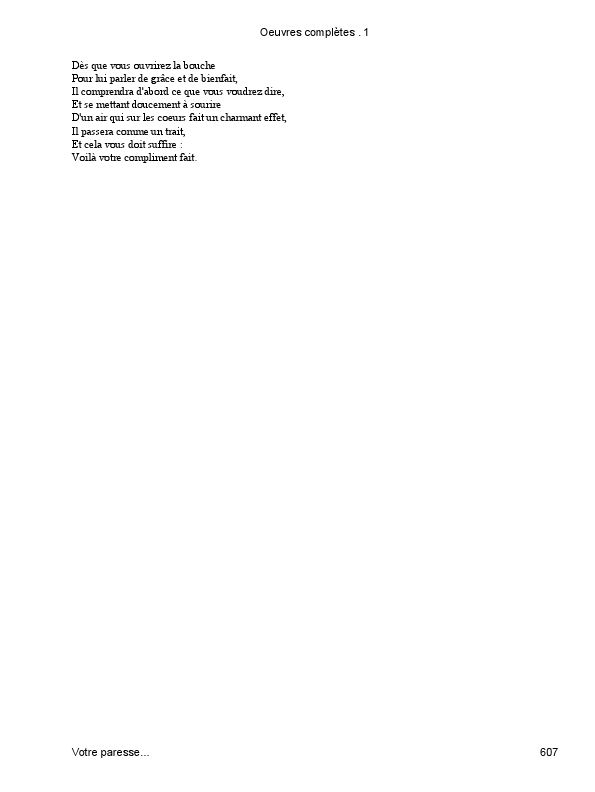 Oeuvres complètes . 1
Dès que vous ouvrirez la bouche
Pour lui parler de grâce et de bienfait,
Il comprendra d'abord ce que vous voudrez dire,
Et se mettant doucement à sourire
D'un air qui sur les coeurs fait un charmant effet,
Il passera comme un trait,
Et cela vous doit suffire :
Voilà votre compliment fait.
Votre paresse... 607